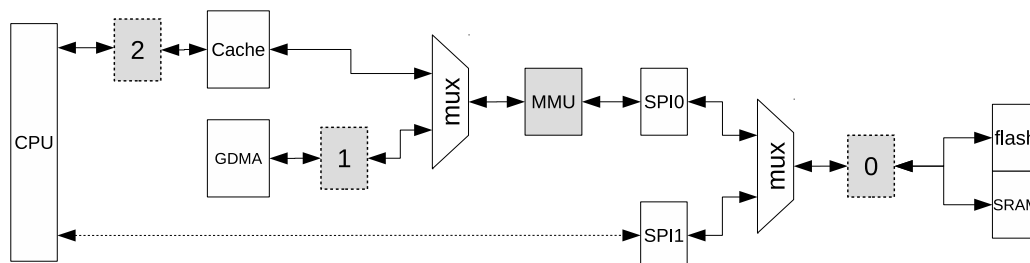 CPU
2
Cache
GDMA
1
mux
MMU
SPI0
SPI1
mux
0
flash
SRAM